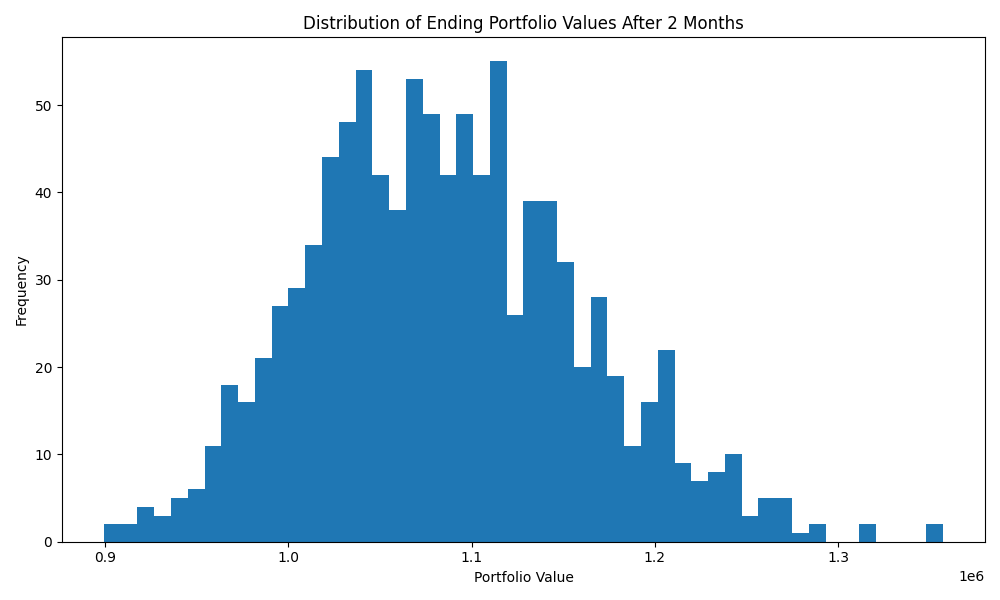 Distribution of Ending Portfolio Values After 2 Months
Frequency
50
40
30
20
10
0
0.9 1.0 1.1 1.2 1.3
1e6
Portfolio Value